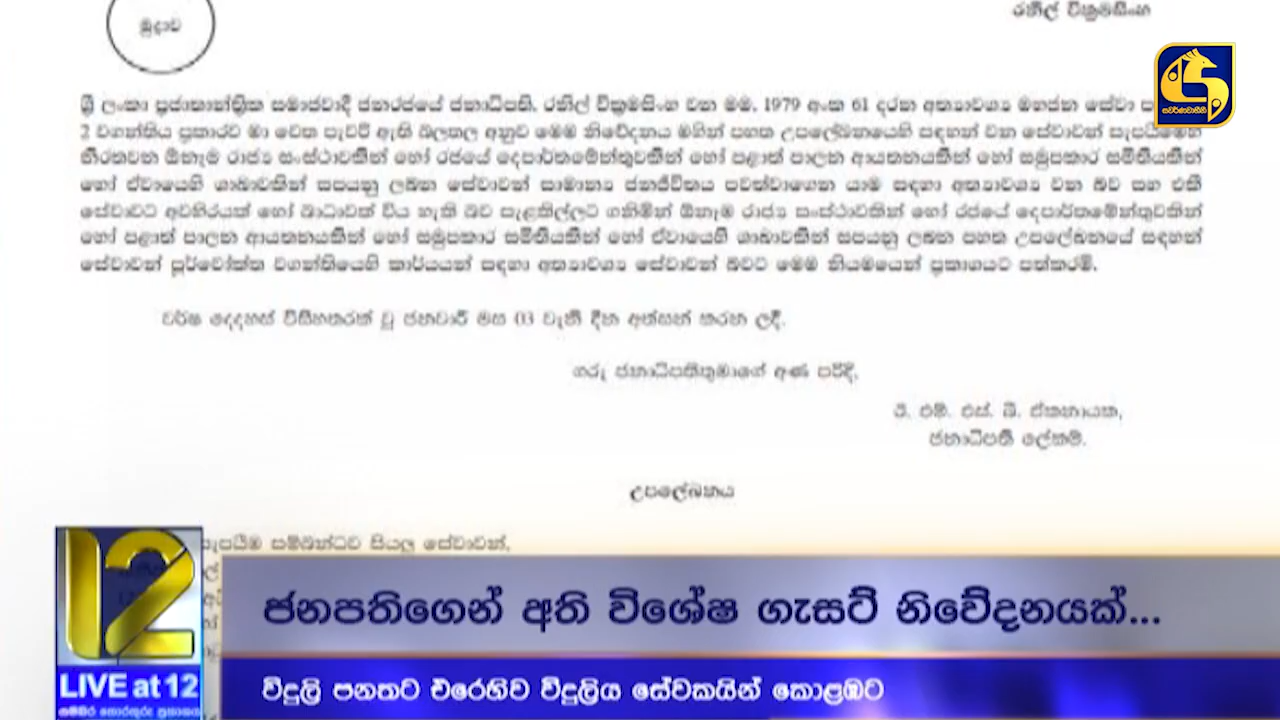 මුද්‍රාව
රනිල් වික්‍රමසිංහ
ස්වර්ණවාහිනී
ශ්‍රී ලංකා ප්‍රජාතාන්ත්‍රික සමාජවාදී ජනරජයේ ජනාධිපති, රනිල් වික්‍රමසිංහ වන මම, 1979 අංක 61 දරන අත්‍යාවශ්‍ය මහජන සේවා
2 වගන්තිය ප්‍රකාරව මා වෙත පැවරී ඇති බලතල අනුව මෙම නිවේදනය මඟින් පහත උපලේඛනයෙහි සඳහන් වන සේවාවන් සැපයීමෙහි
නිරතවන ඕනෑම රාජ්‍ය සංස්ථාවකින් හෝ රජයේ දෙපාර්තමේන්තුවකින් හෝ පළාත් පාලන ආයතනයකින් හෝ සමුපකාර සමිතියකින්
හෝ ඒවායෙහි ශාඛාවකින් සපයනු ලබන සේවාවන් සාමාන්‍ය ජනජීවිතය පවත්වාගෙන යාම සඳහා අත්‍යාවශ්‍ය වන බව සහ එකී
සේවාවට අවහිරයක් හෝ බාධාවක් විය හැකි බව සැළකිල්ලට ගනිමින් ඕනෑම රාජ්‍ය සංස්ථාවකින් හෝ රජයේ දෙපාර්තමේන්තුවකින්
හෝ පළාත් පාලන ආයතනයකින් හෝ සමුපකාර සමිතියකින් හෝ ඒවායෙහි ශාඛාවකින් සපයනු ලබන පහත උපලේඛනයේ සඳහන්
සේවාවන් පූර්වෝක්ත වගන්තියෙහි කාර්යයන් සඳහා අත්‍යාවශ්‍ය සේවාවන් බවට මෙම නියමයෙන් ප්‍රකාශයට පත්කරමි.
වර්ෂ දෙදහස් විසිහතරක් වූ ජනවාරි මස 03 වැනි දින අත්සන් කරන ලදී.
ගරු ජනාධිපතිතුමාගේ අණ පරිදි,
ඊ. එම්. එස්. බී. ඒකනායක,
ජනාධිපති ලේකම්.
උපලේඛනය
සැපයීම සම්බන්ධව සියලු සේවාවන්,
12
LIVE at 12
ජනපතිගෙන් අති විශේෂ ගැසට් නිවේදනයක්...
විදුලි පනතට එරෙහිව විදුලිය සේවකයින් කොළඹට